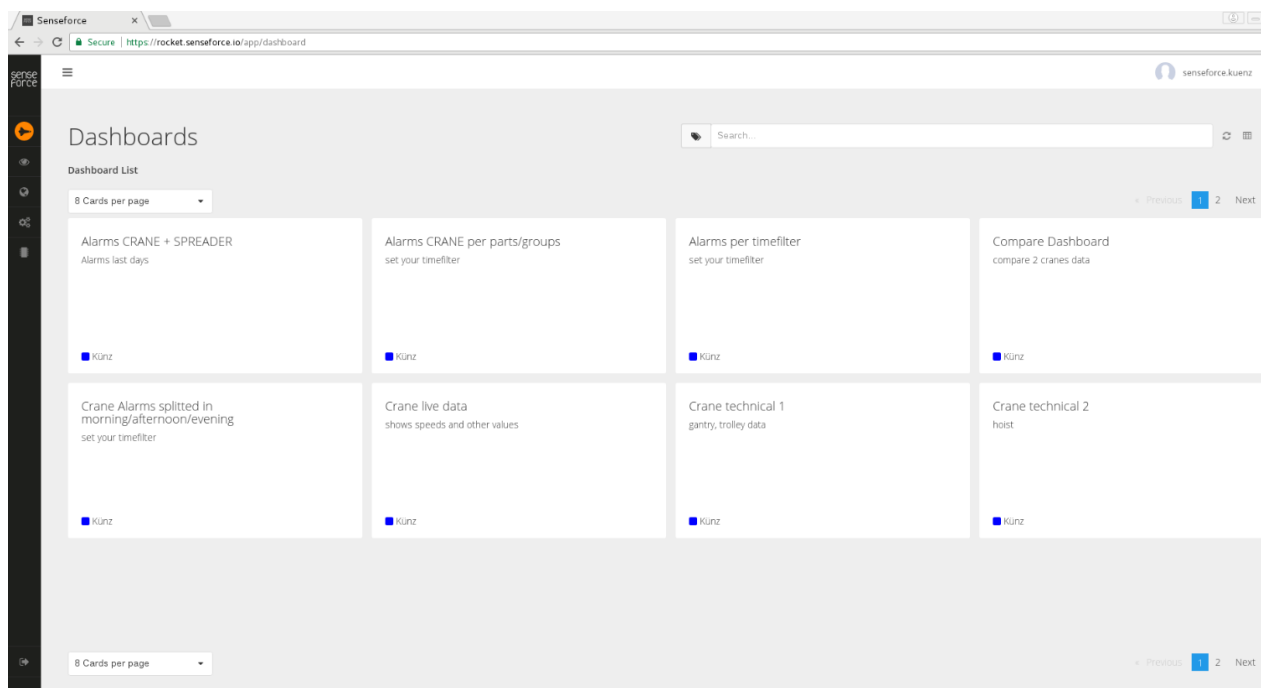 Senseforce
Secure | https://rocket.senseforce.io/app/dashboard
sense
Force
senseforce.kuenz
Dashboards
Search...
Dashboard List
8 Cards per page
« Previous 1 2 Next
Alarms CRANE + SPREADER
Alarms last days
Künz
Alarms CRANE per parts/groups
set your timefilter
Künz
Alarms per timefilter
set your timefilter
Künz
Compare Dashboard
compare 2 cranes data
Künz
Crane Alarms splitted in
morning/afternoon/evening
set your timefilter
Künz
Crane live data
shows speeds and other values
Künz
Crane technical 1
gantry, trolley data
Künz
Crane technical 2
hoist
Künz
8 Cards per page
« Previous 1 2 Next